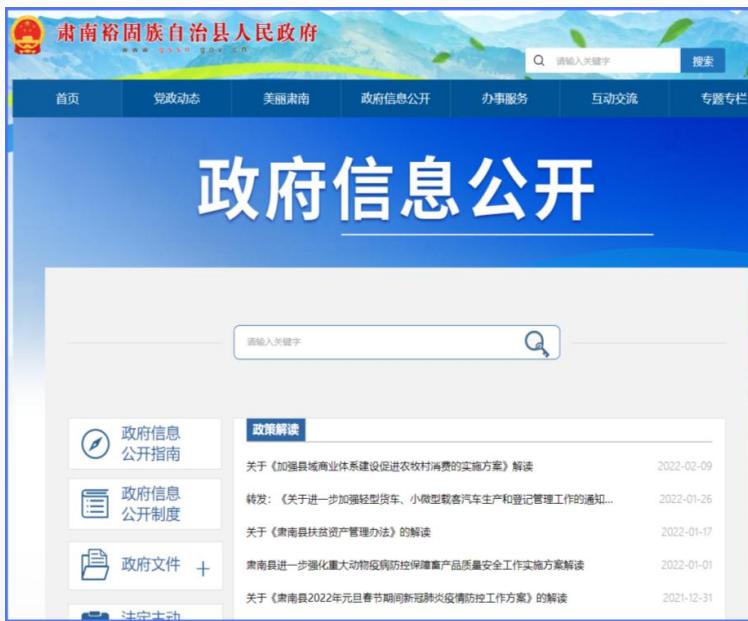 肃南裕固族自治县人民政府
www.gssn.gov.cn
请输入关键字
搜索
首页 党政动态 美丽肃南 政府信息公开 办事服务 互动交流 专题专栏
政府信息公开
请输入关键字
政府信息
公开指南
政府信息
公开制度
政府文件 +
法定主动
政策解读
关于《加强县域商业体系建设促进农牧村消费的实施方案》解读 2022-02-09
转发：《关于进一步加强轻型货车、小微型载客汽车生产和登记管理工作的通知... 2022-01-26
关于《肃南县扶贫资产管理办法》的解读 2022-01-17
肃南县进一步强化重大动物疫病防控保障畜产品质量安全工作实施方案解读 2022-01-01
关于《肃南县2022年元旦春节期间新冠肺炎疫情防控工作方案》的解读 2021-12-31